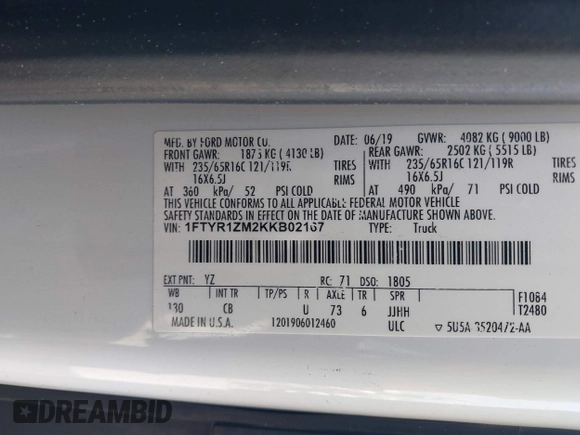 MFG. BY FORD MOTOR CO. DATE 06/19 GVWR: 4082 KG ( 9000 LB)
FRONT GAWR: 1873 KG ( 4130 LB) REAR GAWR: 2502 KG ( 5515 LB)
WITH 235/65R16C 121/119R TIRES WITH 235/65R16C 121/119R TIRES
16X6.5J RIMS 16X6.5J RIMS
AT 360 kPa/ 52 PSI COLD AT 490 kPa/ 71 PSI COLD
THIS VEHICLE CONFORMS TO ALL APPLICABLE FEDERAL MOTOR VEHICLE
SAFETY STANDARDS IN EFFECT ON THE DATE OF MANUFACTURE SHOWN ABOVE.
VIN: 1FTYR1ZM2KKB02167 TYPE: Truck
EXT PNT: YZ RC: 71 DSO: 1805
WB INT TR TP/PS R AXLE TR SPR F1084
130 CB U 73 6 JJHH T2480
MADE IN U.S.A. 1201906012460 ULC ▽ 5U5A 3520472-AA
DREAMBID